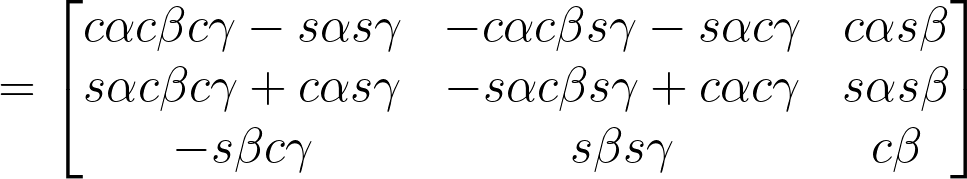 = [ cαcβcγ − sαsγ  −cαcβsγ − sαcγ  cαsβ
sαcβcγ + cαsγ  −sαcβsγ + cαcγ  sαsβ
−sβcγ  sβsγ  cβ ]